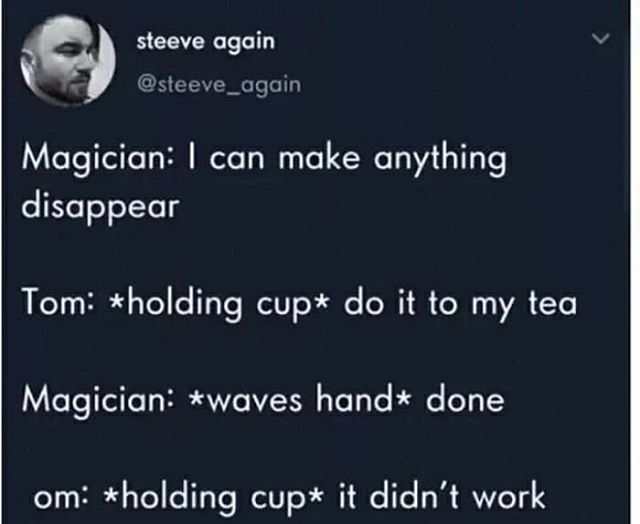 steeve again
@steeve_again
Magician: I can make anything
disappear
Tom: *holding cup* do it to my tea
Magician: *waves hand* done
om: *holding cup* it didn't work